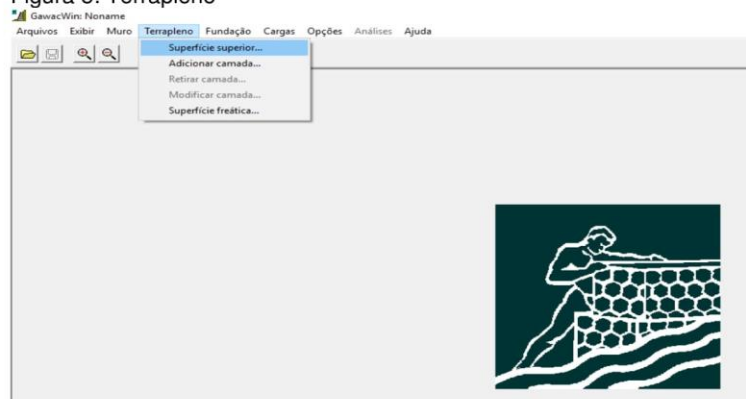 Figura 5: Terrapleno
GawacWin: Noname
Arquivos Exibir Muro Terrapleno Fundação Cargas Opções Análises Ajuda
Superfície superior...
Adicionar camada...
Retirar camada...
Modificar camada...
Superfície freática...